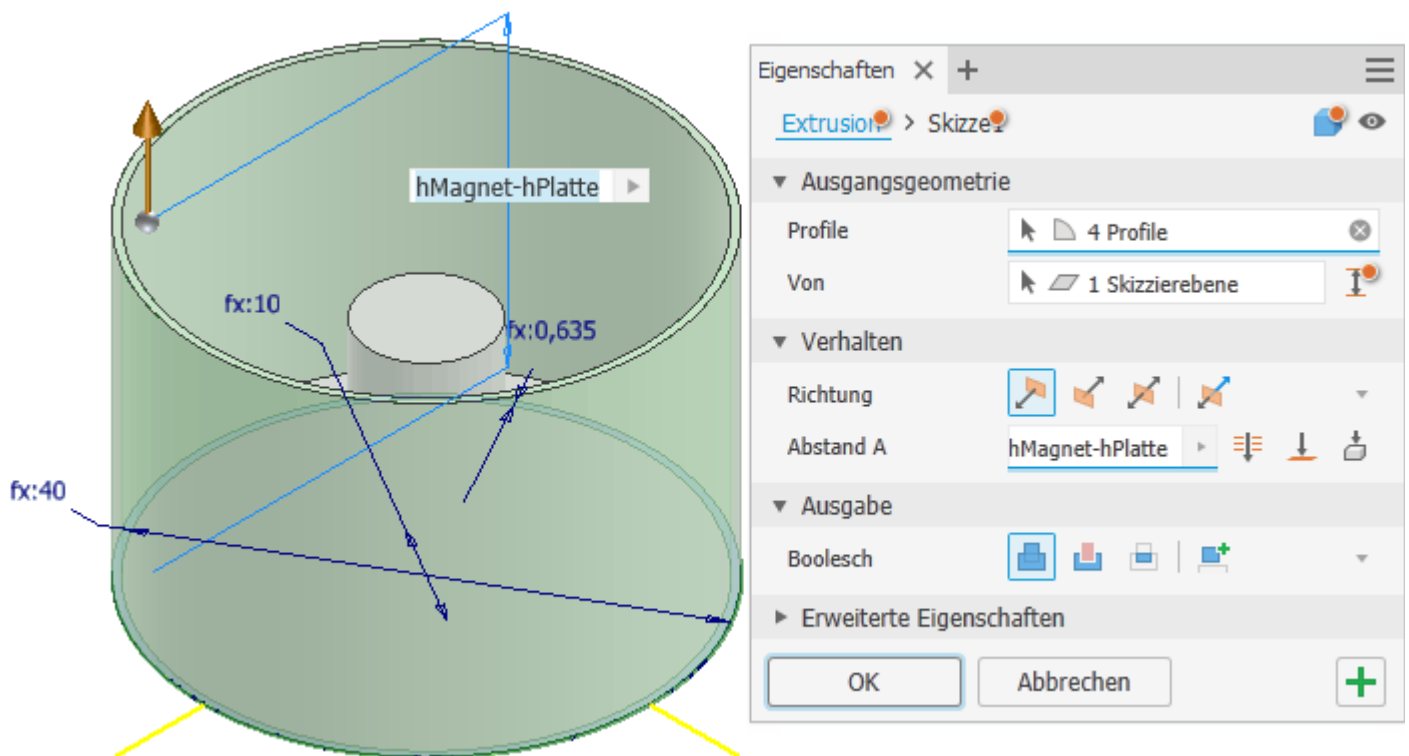 hMagnet-hPlatte
fx:10
fx:0,635
fx:40
Eigenschaften
Extrusion > Skizze1
Ausgangsgeometrie
Profile 4 Profile
Von 1 Skizzierebene
Verhalten
Richtung
Abstand A hMagnet-hPlatte
Ausgabe
Boolesch
Erweiterte Eigenschaften
OK Abbrechen